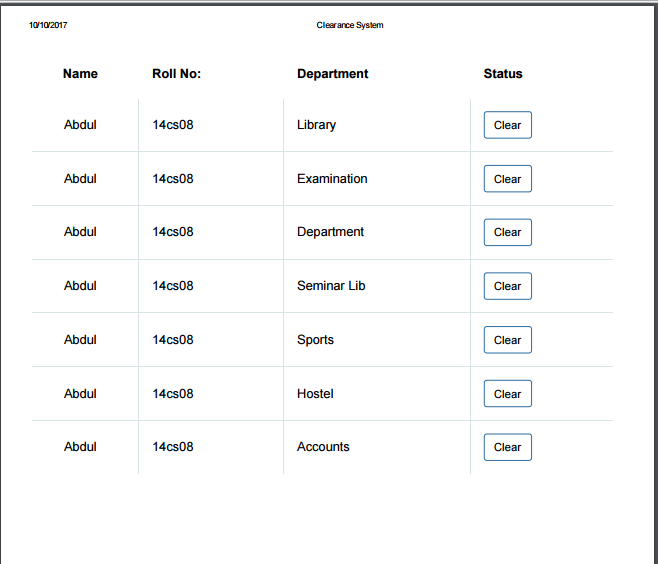 10/10/2017 Clearance System
Name Roll No: Department Status
Abdul 14cs08 Library Clear
Abdul 14cs08 Examination Clear
Abdul 14cs08 Department Clear
Abdul 14cs08 Seminar Lib Clear
Abdul 14cs08 Sports Clear
Abdul 14cs08 Hostel Clear
Abdul 14cs08 Accounts Clear